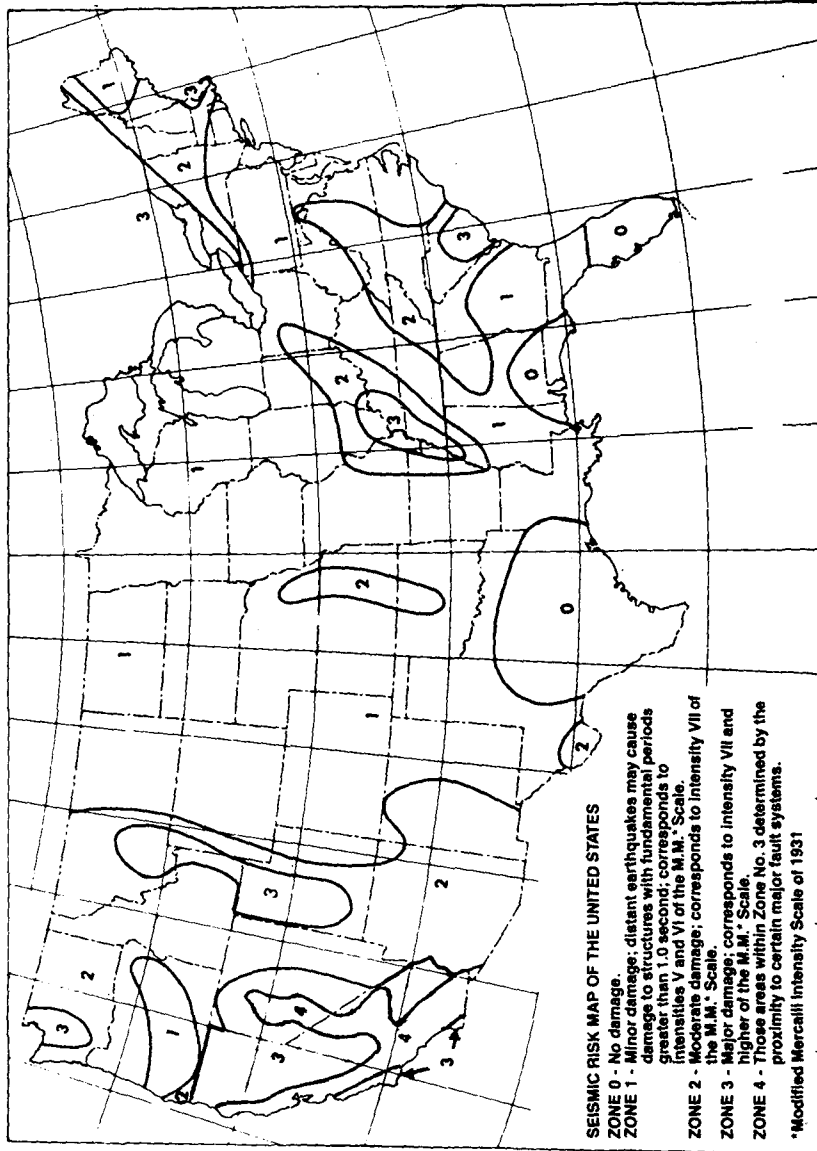 3
2
1
1
3
1
2
2
1
3
3
3
1
4
2
2
1
3
4
2
2
3
3
1
1
0
0
2
0
SEISMIC RISK MAP OF THE UNITED STATES
ZONE 0 - No damage.
ZONE 1 - Minor damage; distant earthquakes may cause
damage to structures with fundamental periods
greater than 1.0 second; corresponds to
intensities V and VI of the M.M.* Scale.
ZONE 2 - Moderate damage; corresponds to intensity VII of
the M.M.* Scale.
ZONE 3 - Major damage; corresponds to intensity VII and
higher of the M.M.* Scale.
ZONE 4 - Those areas within Zone No. 3 determined by the
proximity to certain major fault systems.
*Modified Mercalli Intensity Scale of 1931